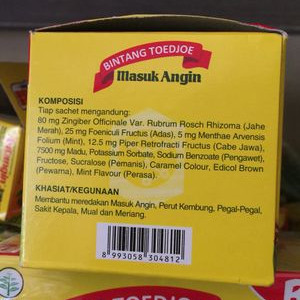 BINTANG TOEDJOE
Masuk Angin
KOMPOSISI
Tiap sachet mengandung:
80 mg Zingiber Officinale Var. Rubrum Rosch Rhizoma (Jahe
Merah), 25 mg Foeniculi Fructus (Adas), 5 mg Menthae Arvensis
Folium (Mint), 12.5 mg Piper Retrofracti Fructus (Cabe Jawa),
7500 mg Madu, Potassium Sorbate, Sodium Benzoate (Pengawet),
Fructose, Sucralose (Pemanis), Caramel Colour, Edicol Brown
(Pewarna), Mint Flavour (Perasa).
KHASIAT/KEGUNAAN
Membantu meredakan Masuk Angin, Perut Kembung, Pegal-Pegal,
Sakit Kepala, Mual dan Meriang.
8 993058 304812
TOEDJOE